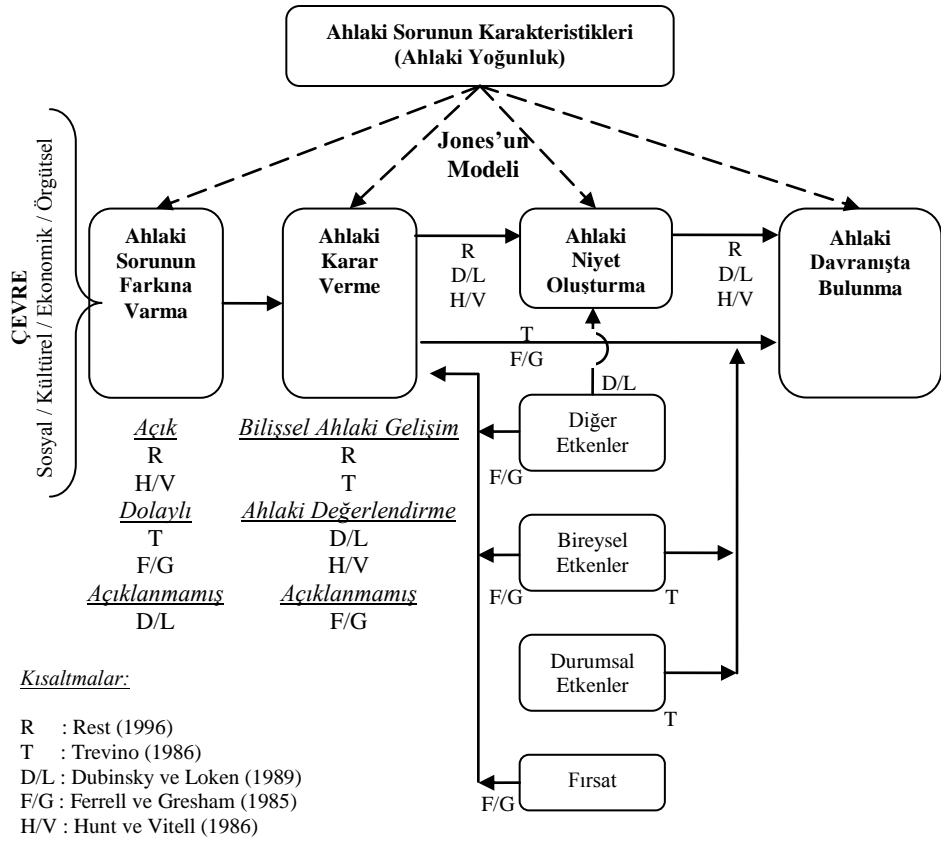 Ahlaki Sorunun Karakteristikleri
(Ahlaki Yoğunluk)
Jones’un
Modeli
ÇEVRE
Sosyal / Kültürel / Ekonomik / Örgütsel
Ahlaki
Sorunun
Farkına
Varma
Ahlaki
Karar
Verme
R
D/L
H/V
Ahlaki
Niyet
Oluşturma
R
D/L
H/V
Ahlaki
Davranışta
Bulunma
T
F/G
D/L
Açık
R
H/V
Dolaylı
T
F/G
Açıklanmamış
D/L
Bilişsel Ahlaki Gelişim
R
T
Ahlaki Değerlendirme
D/L
H/V
Açıklanmamış
F/G
Diğer
Etkenler
F/G
Bireysel
Etkenler
F/G
T
Durumsal
Etkenler
T
Fırsat
F/G
Kısaltmalar:
R : Rest (1996)
T : Trevino (1986)
D/L : Dubinsky ve Loken (1989)
F/G : Ferrell ve Gresham (1985)
H/V : Hunt ve Vitell (1986)